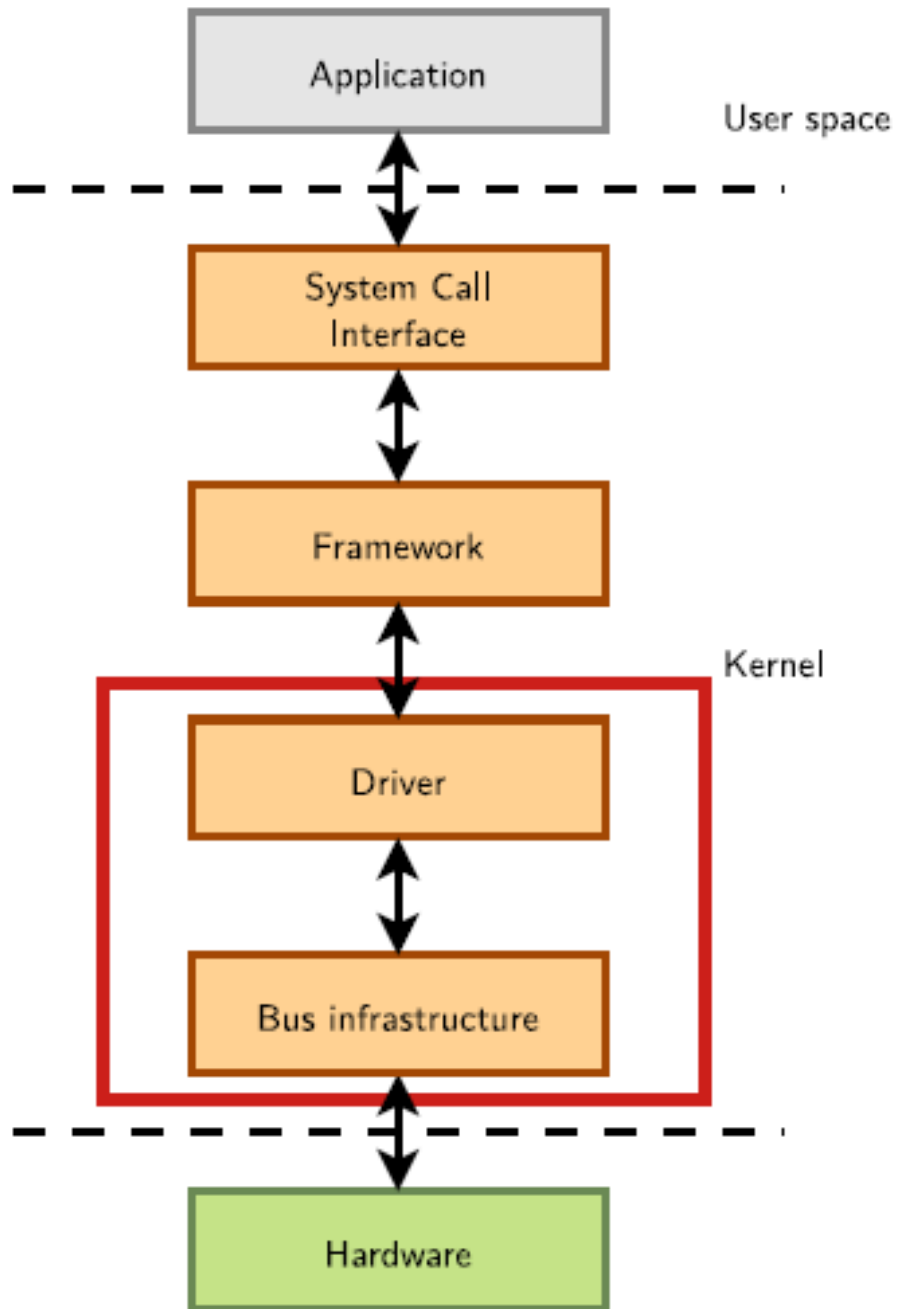 Application
User space
System Call
Interface
Framework
Kernel
Driver
Bus infrastructure
Hardware